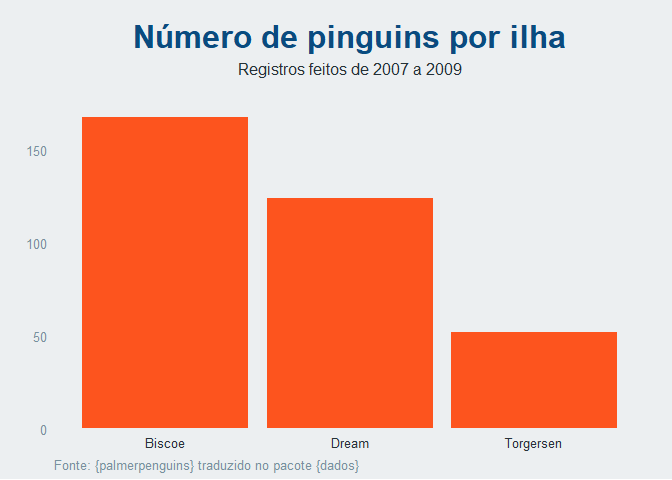 Número de pinguins por ilha
Registros feitos de 2007 a 2009
150
100
50
0
Biscoe Dream Torgersen
Fonte: {palmerpenguins} traduzido no pacote {dados}